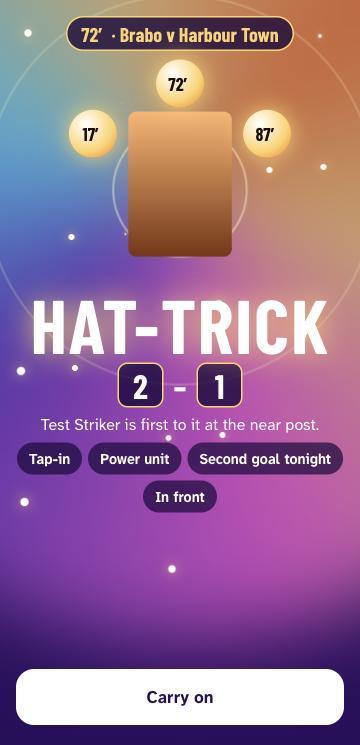 72′ · Brabo v Harbour Town
72′
17′
87′
HAT-TRICK
2 – 1
Test Striker is first to it at the near post.
Tap-in
Power unit
Second goal tonight
In front
Carry on